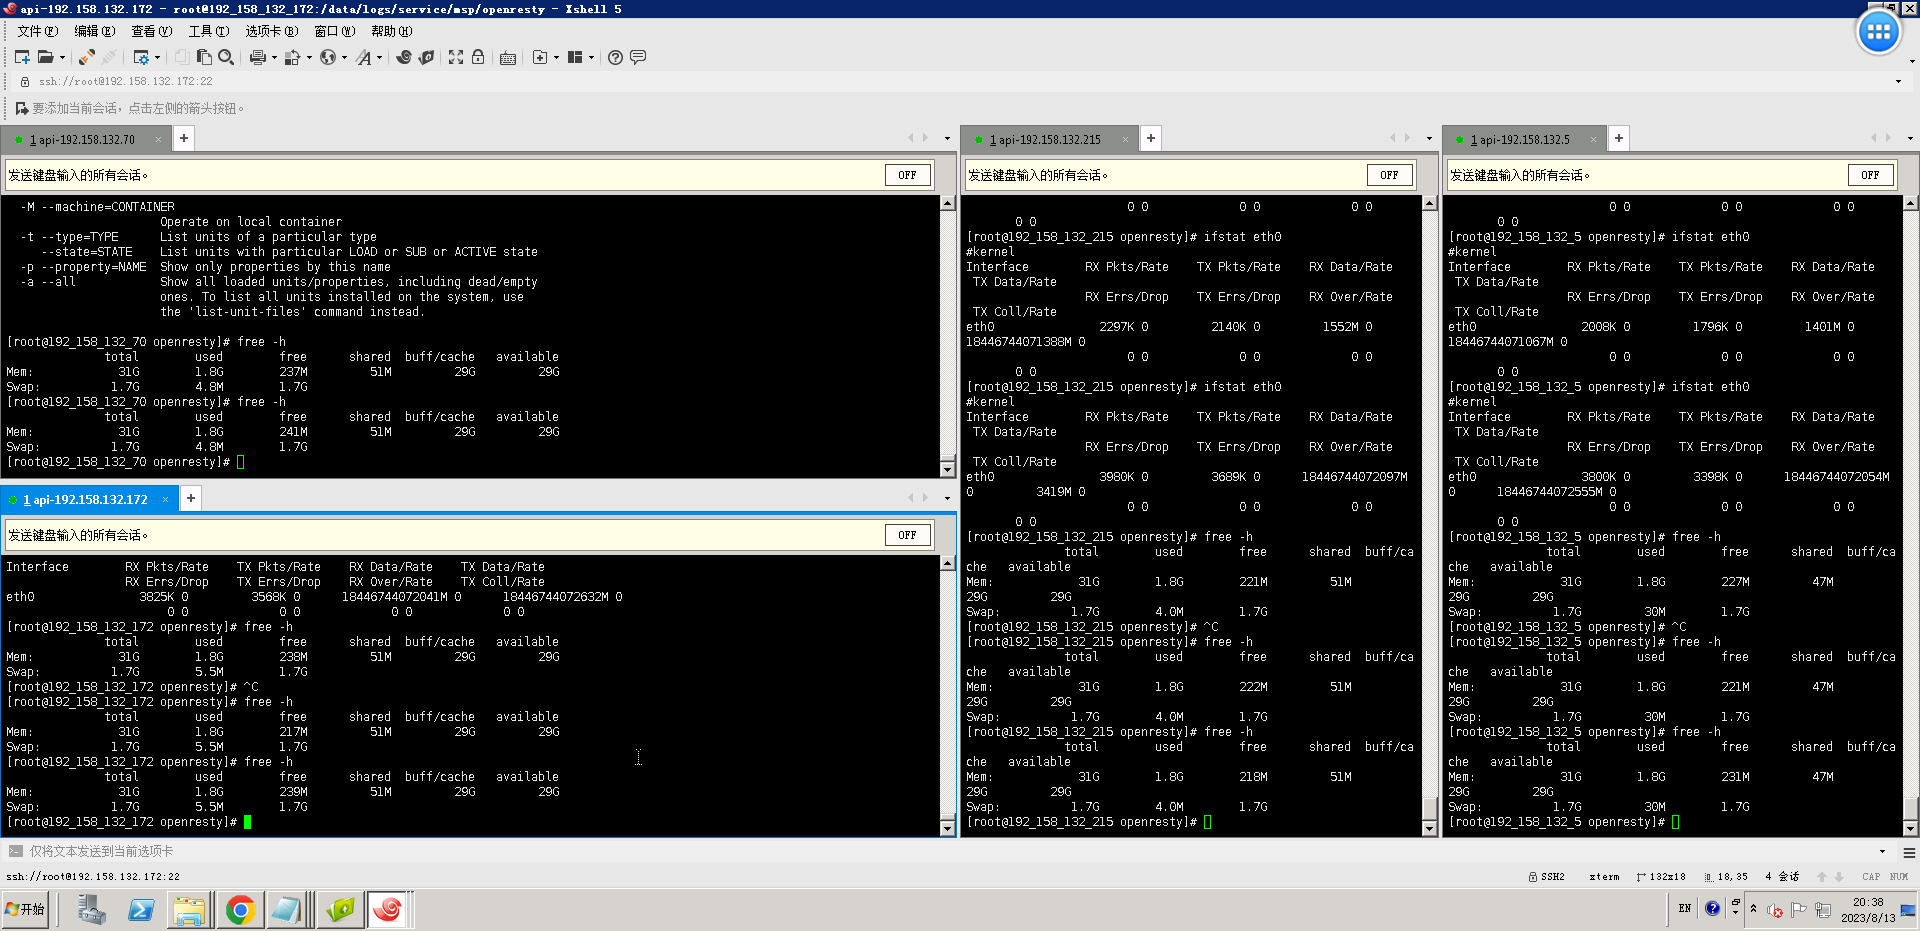 api-192.158.132.172 - root@192_158_132_172:/data/logs/service/msp/openresty - Xshell 5
文件(F) 编辑(E) 查看(V) 工具(T) 选项卡(B) 窗口(W) 帮助(H)
ssh://root@192.158.132.172:22
要添加当前会话，点击左侧的箭头按钮。
1 api-192.158.132.70
发送键盘输入的所有会话。 OFF
-M --machine=CONTAINER
Operate on local container
-t --type=TYPE List units of a particular type
--state=STATE List units with particular LOAD or SUB or ACTIVE state
-p --property=NAME Show only properties by this name
-a --all Show all loaded units/properties, including dead/empty
ones. To list all units installed on the system, use
the 'list-unit-files' command instead.
[root@192_158_132_70 openresty]# free -h
total used free shared buff/cache available
Mem: 31G 1.8G 237M 51M 29G 29G
Swap: 1.7G 4.8M 1.7G
[root@192_158_132_70 openresty]# free -h
total used free shared buff/cache available
Mem: 31G 1.8G 241M 51M 29G 29G
Swap: 1.7G 4.8M 1.7G
[root@192_158_132_70 openresty]#
1 api-192.158.132.172
发送键盘输入的所有会话。 OFF
Interface RX Pkts/Rate TX Pkts/Rate RX Data/Rate TX Data/Rate
RX Errs/Drop TX Errs/Drop RX Over/Rate TX Coll/Rate
eth0 3825K 0 3568K 0 18446744072041M 0 18446744072632M 0
0 0 0 0 0 0 0 0
[root@192_158_132_172 openresty]# free -h
total used free shared buff/cache available
Mem: 31G 1.8G 238M 51M 29G 29G
Swap: 1.7G 5.5M 1.7G
[root@192_158_132_172 openresty]# ^C
[root@192_158_132_172 openresty]# free -h
total used free shared buff/cache available
Mem: 31G 1.8G 217M 51M 29G 29G
Swap: 1.7G 5.5M 1.7G
[root@192_158_132_172 openresty]# free -h
total used free shared buff/cache available
Mem: 31G 1.8G 239M 51M 29G 29G
Swap: 1.7G 5.5M 1.7G
[root@192_158_132_172 openresty]#
1 api-192.158.132.215
发送键盘输入的所有会话。 OFF
0 0 0 0 0 0
0 0
[root@192_158_132_215 openresty]# ifstat eth0
#kernel
Interface RX Pkts/Rate TX Pkts/Rate RX Data/Rate
TX Data/Rate
RX Errs/Drop TX Errs/Drop RX Over/Rate
TX Coll/Rate
eth0 2297K 0 2140K 0 1552M 0
18446744071388M 0
0 0 0 0 0 0
0 0
[root@192_158_132_215 openresty]# ifstat eth0
#kernel
Interface RX Pkts/Rate TX Pkts/Rate RX Data/Rate
TX Data/Rate
RX Errs/Drop TX Errs/Drop RX Over/Rate
TX Coll/Rate
eth0 3980K 0 3689K 0 18446744072097M
0 3419M 0
0 0 0 0 0 0
0 0
[root@192_158_132_215 openresty]# free -h
total used free shared buff/ca
che available
Mem: 31G 1.8G 221M 51M
29G 29G
Swap: 1.7G 4.0M 1.7G
[root@192_158_132_215 openresty]# ^C
[root@192_158_132_215 openresty]# free -h
total used free shared buff/ca
che available
Mem: 31G 1.8G 222M 51M
29G 29G
Swap: 1.7G 4.0M 1.7G
[root@192_158_132_215 openresty]# free -h
total used free shared buff/ca
che available
Mem: 31G 1.8G 218M 51M
29G 29G
Swap: 1.7G 4.0M 1.7G
[root@192_158_132_215 openresty]#
1 api-192.158.132.5
发送键盘输入的所有会话。 OFF
0 0 0 0 0 0
0 0
[root@192_158_132_5 openresty]# ifstat eth0
#kernel
Interface RX Pkts/Rate TX Pkts/Rate RX Data/Rate
TX Data/Rate
RX Errs/Drop TX Errs/Drop RX Over/Rate
TX Coll/Rate
eth0 2008K 0 1796K 0 1401M 0
18446744071067M 0
0 0 0 0 0 0
0 0
[root@192_158_132_5 openresty]# ifstat eth0
#kernel
Interface RX Pkts/Rate TX Pkts/Rate RX Data/Rate
TX Data/Rate
RX Errs/Drop TX Errs/Drop RX Over/Rate
TX Coll/Rate
eth0 3800K 0 3398K 0 18446744072054M
0 18446744072555M 0
0 0 0 0 0 0
0 0
[root@192_158_132_5 openresty]# free -h
total used free shared buff/ca
che available
Mem: 31G 1.8G 227M 47M
29G 29G
Swap: 1.7G 30M 1.7G
[root@192_158_132_5 openresty]# ^C
[root@192_158_132_5 openresty]# free -h
total used free shared buff/ca
che available
Mem: 31G 1.8G 221M 47M
29G 29G
Swap: 1.7G 30M 1.7G
[root@192_158_132_5 openresty]# free -h
total used free shared buff/ca
che available
Mem: 31G 1.8G 231M 47M
29G 29G
Swap: 1.7G 30M 1.7G
[root@192_158_132_5 openresty]#
仅将文本发送到当前选项卡
ssh://root@192.158.132.172:22 SSH2 xterm 132x18 18,35 4 会话 CAP NUM
开始 EN 20:38
2023/8/13